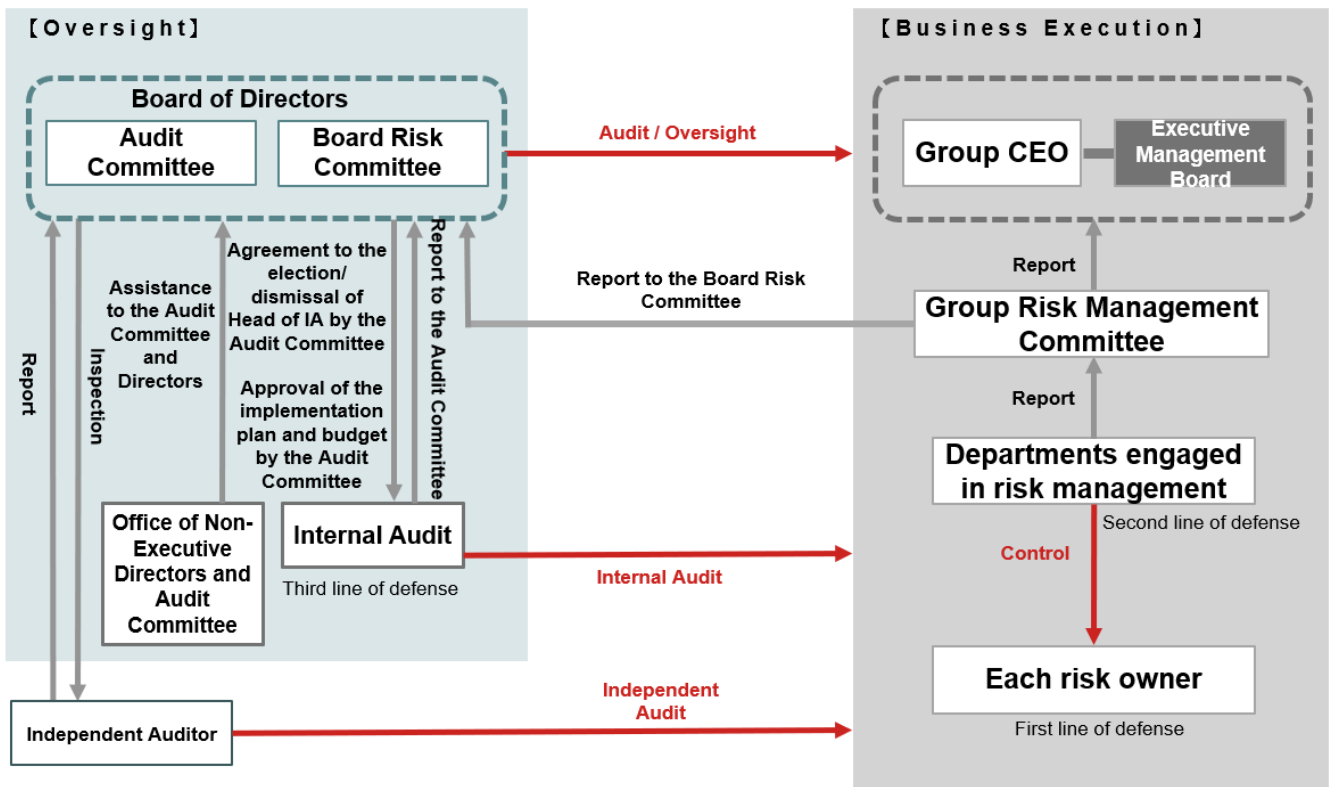 【Oversight】
Board of Directors
Audit
Committee
Board Risk
Committee
Report
Inspection
Assistance
to the Audit
Committee
and
Directors
Agreement to the
election/
dismissal of
Head of IA by the
Audit Committee
Approval of the
implementation
plan and budget
by the Audit
Committee
Report to the Audit Committee
Office of Non-
Executive
Directors and
Audit
Committee
Internal Audit
Third line of defense
Independent Auditor
Audit / Oversight
Report to the Board Risk
Committee
Internal Audit
Independent
Audit
【Business Execution】
Group CEO
Executive
Management
Board
Report
Group Risk Management
Committee
Report
Departments engaged
in risk management
Second line of defense
Control
Each risk owner
First line of defense